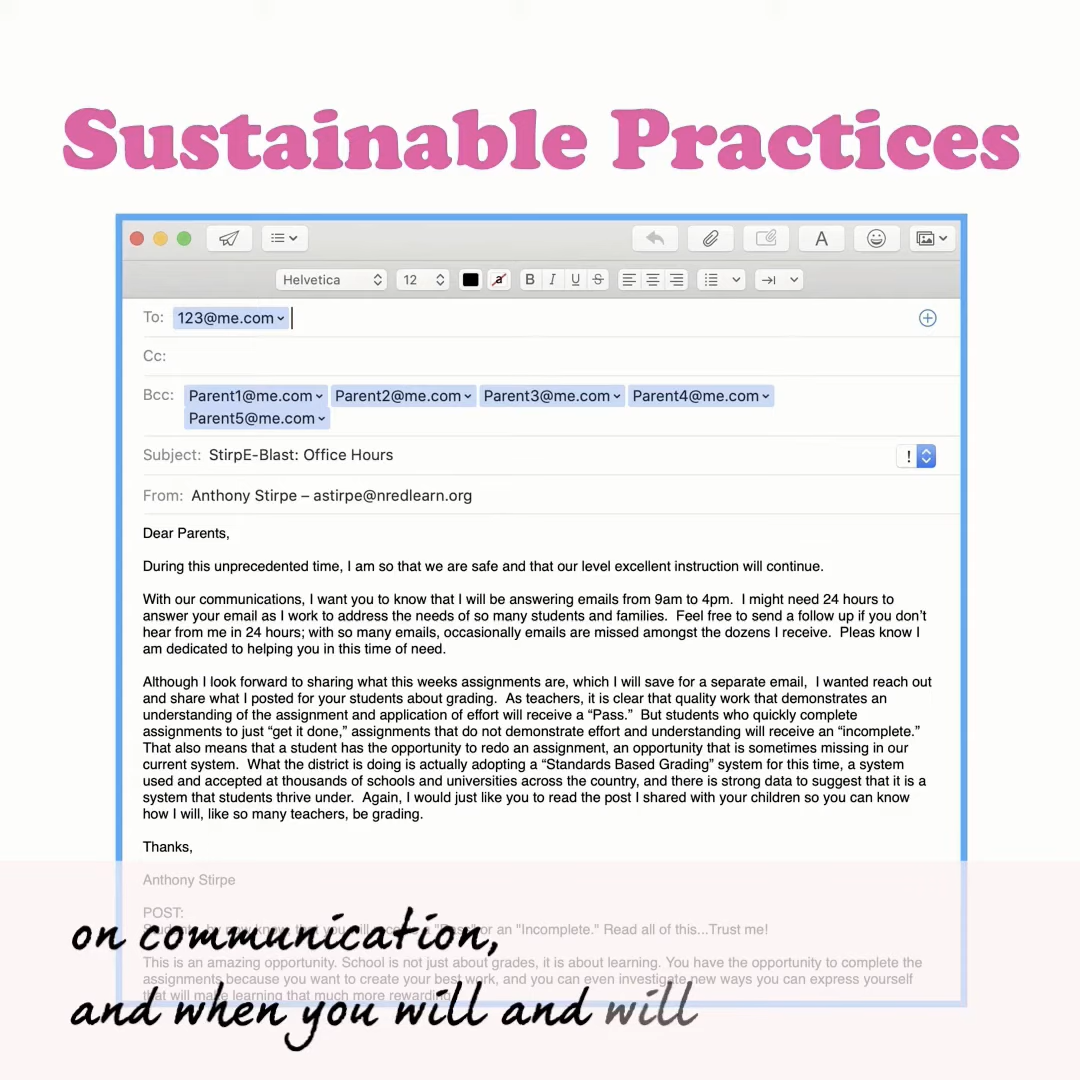 Sustainable Practices
Helvetica 12 a B I U S
A
To: 123@me.com
Cc:
Bcc: Parent1@me.com Parent2@me.com Parent3@me.com Parent4@me.com
Parent5@me.com
Subject: StirpE-Blast: Office Hours !
From: Anthony Stirpe – astirpe@nredlearn.org
Dear Parents,
During this unprecedented time, I am so that we are safe and that our level excellent instruction will continue.
With our communications, I want you to know that I will be answering emails from 9am to 4pm. I might need 24 hours to
answer your email as I work to address the needs of so many students and families. Feel free to send a follow up if you don’t
hear from me in 24 hours; with so many emails, occasionally emails are missed amongst the dozens I receive. Pleas know I
am dedicated to helping you in this time of need.
Although I look forward to sharing what this weeks assignments are, which I will save for a separate email, I wanted reach out
and share what I posted for your students about grading. As teachers, it is clear that quality work that demonstrates an
understanding of the assignment and application of effort will receive a “Pass.” But students who quickly complete
assignments to just “get it done,” assignments that do not demonstrate effort and understanding will receive an “incomplete.”
That also means that a student has the opportunity to redo an assignment, an opportunity that is sometimes missing in our
current system. What the district is doing is actually adopting a “Standards Based Grading” system for this time, a system
used and accepted at thousands of schools and universities across the country, and there is strong data to suggest that it is a
system that students thrive under. Again, I would just like you to read the post I shared with your children so you can know
how I will, like so many teachers, be grading.
Thanks,
Anthony Stirpe
POST:
or an "Incomplete." Read all of this...Trust me!
on communication,
This is an amazing opportunity. School is not just about grades, it is about learning. You have the opportunity to complete the
assignments because you want to create your best work, and you can even investigate new ways you can express yourself
that will make learning that much more rewarding.
and when you will and will